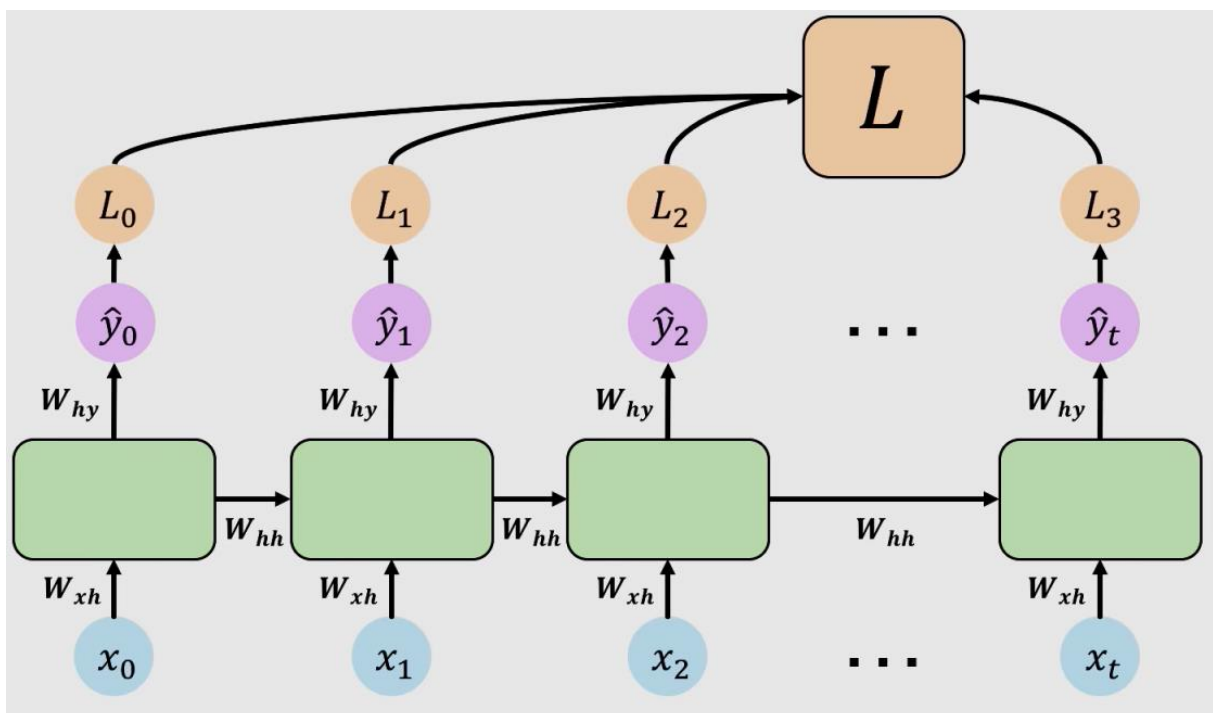 L
L₀ L₁ L₂ L₃
ŷ₀ ŷ₁ ŷ₂ ... ŷₜ
W_hy W_hy W_hy W_hy
W_hh W_hh W_hh
W_xh W_xh W_xh W_xh
x₀ x₁ x₂ ... xₜ